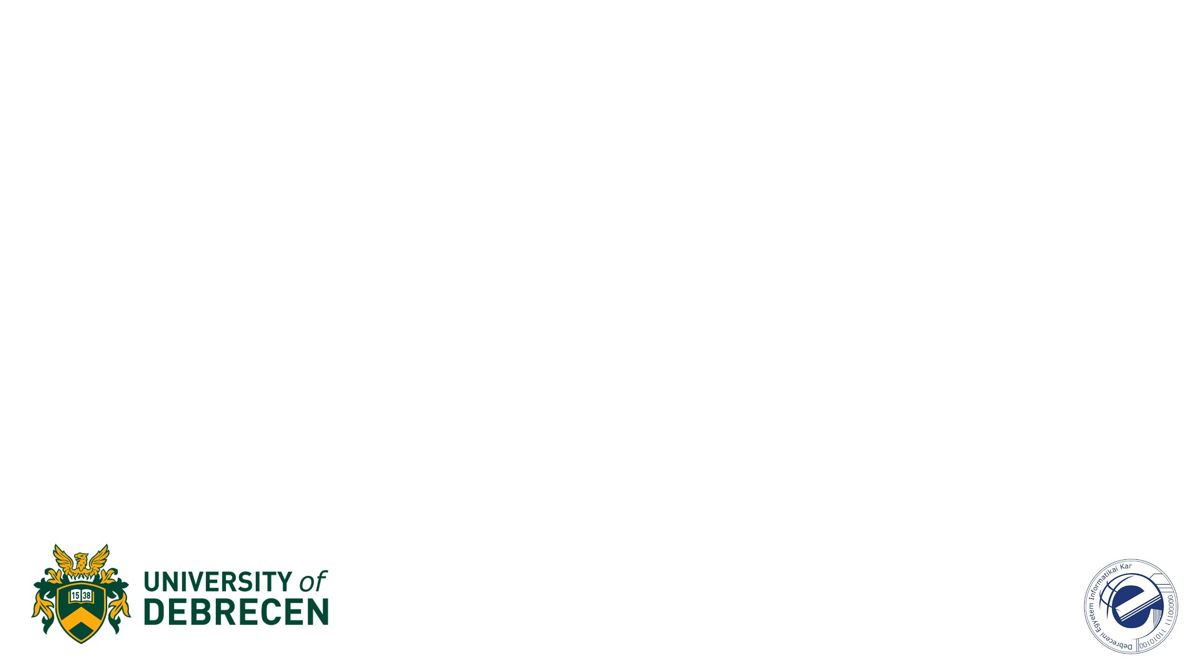 15 38
UNIVERSITY of
DEBRECEN
Debreceni Egyetem Informatikai Kar